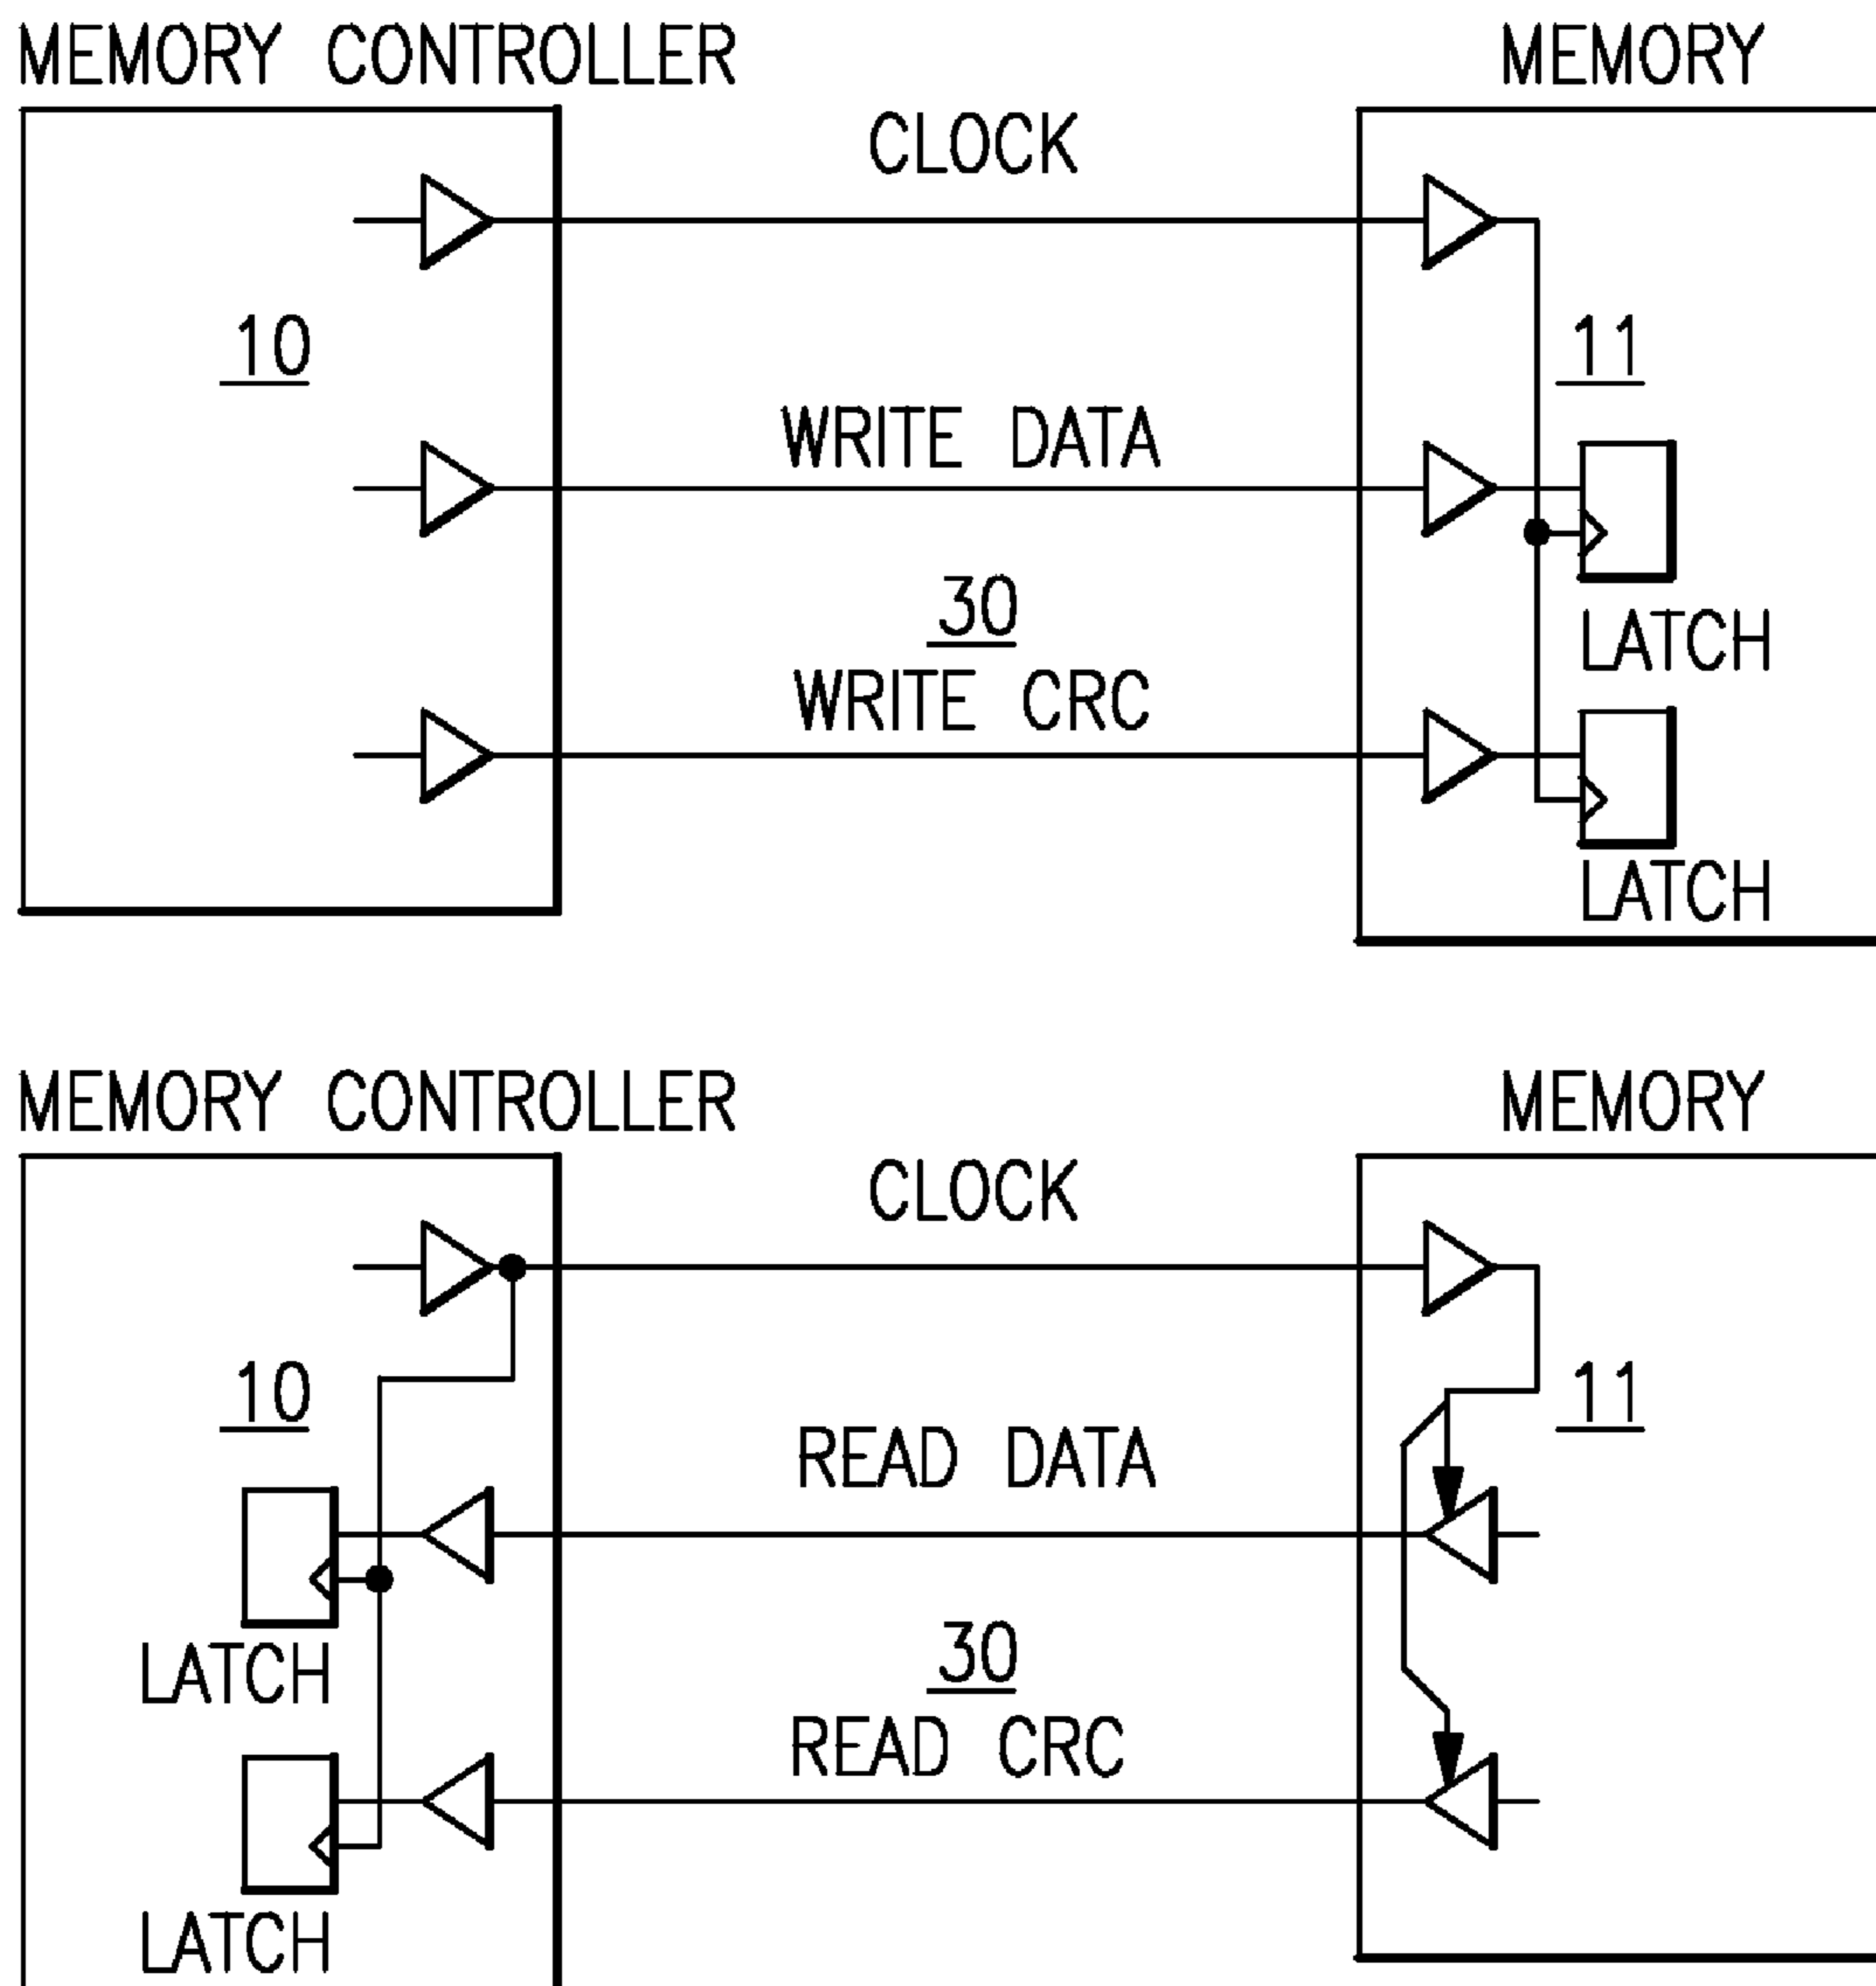 MEMORY CONTROLLER
MEMORY
CLOCK
10
11
WRITE DATA
30
LATCH
WRITE CRC
LATCH
MEMORY CONTROLLER
MEMORY
CLOCK
10
11
READ DATA
30
LATCH
READ CRC
LATCH